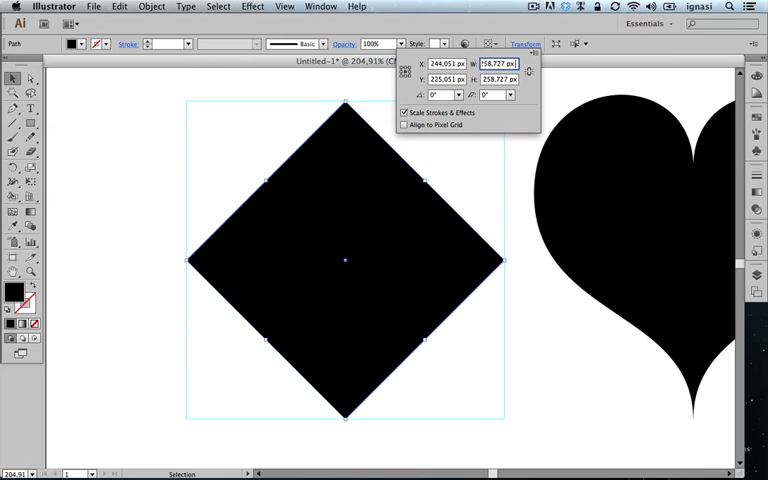 Illustrator File Edit Object Type Select Effect View Window Help ignasi
Ai Essentials
Path Stroke: Basic Opacity: 100% Style: Transform
Untitled-1* @ 204,91% (CM
X: 244,051 px W: 258,727 px
Y: 225,051 px H: 258,727 px
0° 0°
Scale Strokes & Effects
Align to Pixel Grid
204,91 1 Selection